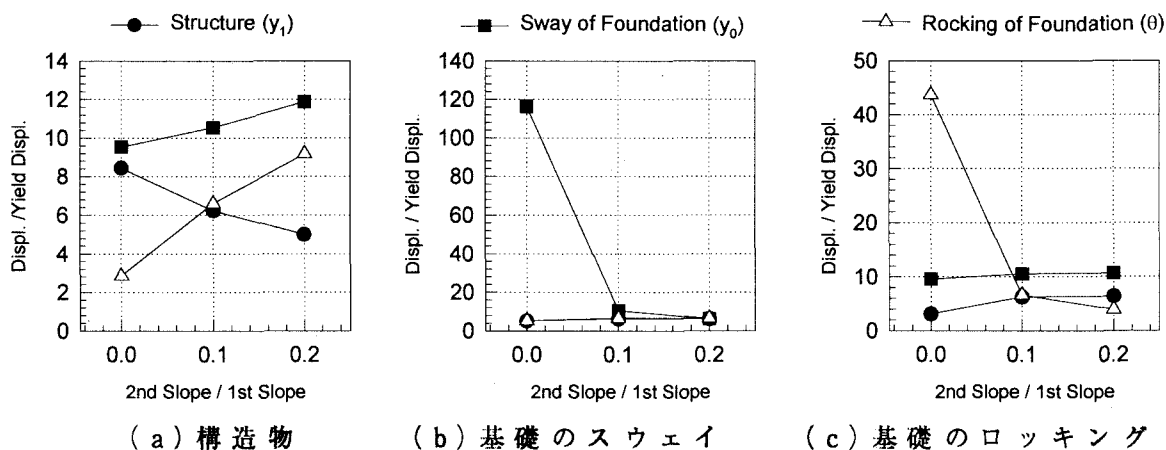 Structure (y1)
Sway of Foundation (y0)
Rocking of Foundation (θ)
Displ. /Yield Displ.
14
12
10
8
6
4
2
0
0.0 0.1 0.2
2nd Slope / 1st Slope
(a)構造物
Displ. / Yield Displ.
140
120
100
80
60
40
20
0
0.0 0.1 0.2
2nd Slope / 1st Slope
(b)基礎のスウェイ
Displ. / Yield Displ.
50
40
30
20
10
0
0.0 0.1 0.2
2nd Slope / 1st Slope
(c)基礎のロッキング